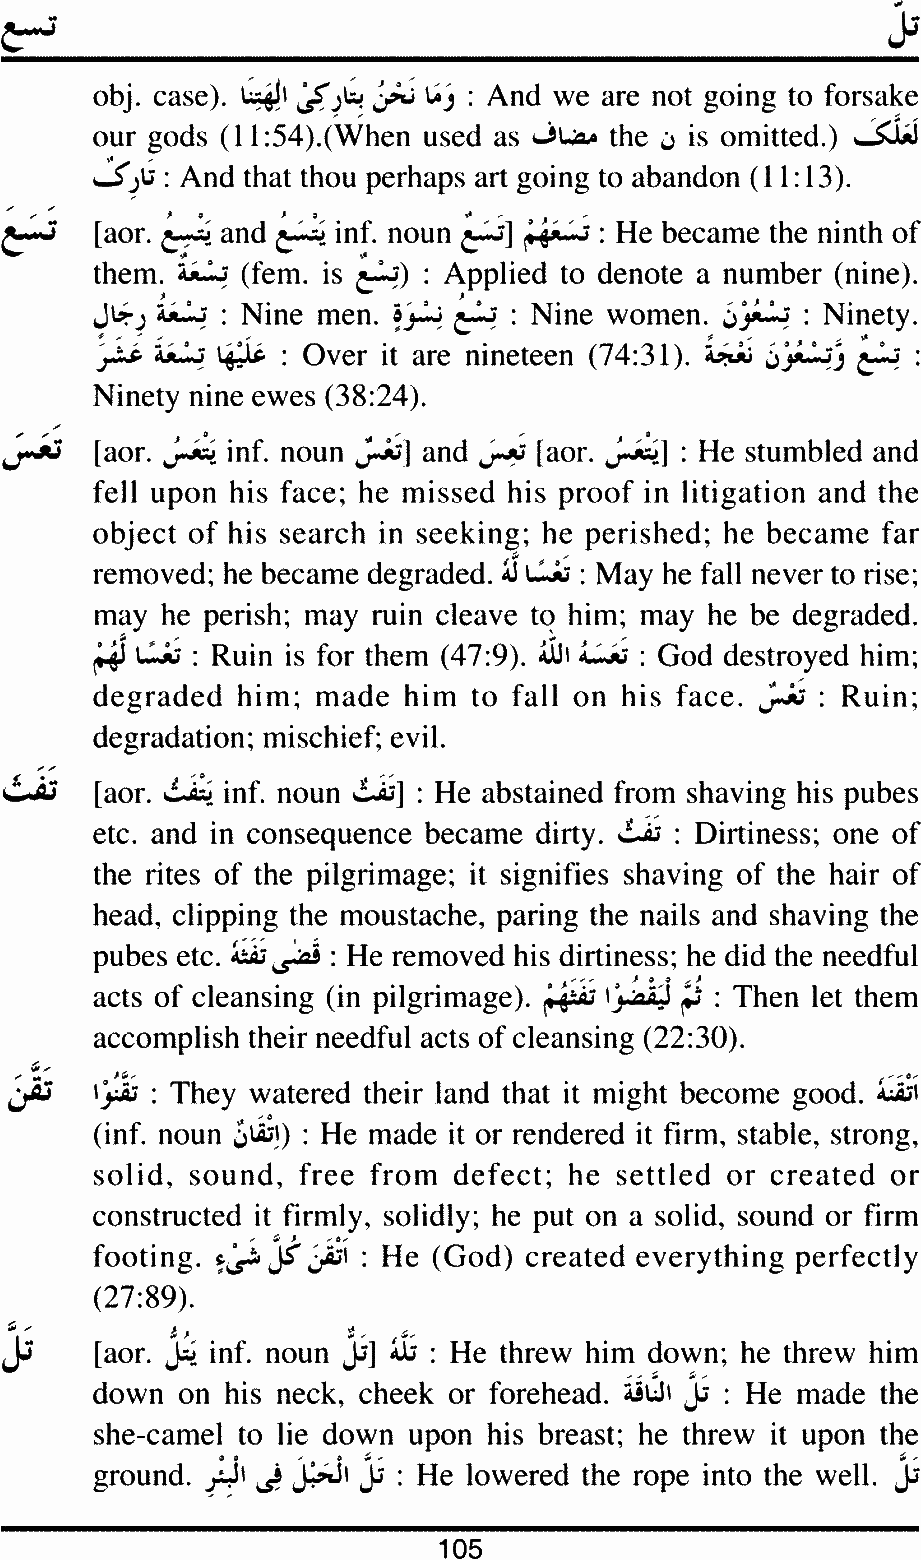 تسع تلّ
obj. case). وَمَا نَحْنُ بِتَارِكِىْ اٰلِهَتِنَا : And we are not going to forsake
our gods (11:54).(When used as مضاف the ن is omitted.) لَعَلَّكَ
تَارِكٌ : And that thou perhaps art going to abandon (11:13).
تَسَعَ [aor. يَتْسِعُ and يَتْسَعُ inf. noun تَسْعٌ] تَسَعَهُمْ : He became the ninth of
them. تِسْعَةٌ (fem. is تِسْعٌ) : Applied to denote a number (nine).
تِسْعَةُ رِجَالٍ : Nine men. تِسْعُ نِسْوَةٍ : Nine women. تِسْعُوْنَ : Ninety.
عَلَيْهَا تِسْعَةَ عَشَرَ : Over it are nineteen (74:31). تِسْعٌ وَّتِسْعُوْنَ نَعْجَةً :
Ninety nine ewes (38:24).
تَعَسَ [aor. يَتْعَسُ inf. noun تَعْسٌ] and تَعِسَ [aor. يَتْعَسُ] : He stumbled and
fell upon his face; he missed his proof in litigation and the
object of his search in seeking; he perished; he became far
removed; he became degraded. تَعْسًا لَّهُ : May he fall never to rise;
may he perish; may ruin cleave to him; may he be degraded.
تَعْسًا لَّهُمْ : Ruin is for them (47:9). تَعَسَهُ اللّٰهُ : God destroyed him;
degraded him; made him to fall on his face. تَعْسٌ : Ruin;
degradation; mischief; evil.
تَفَثَ [aor. يَتْفَثُ inf. noun تَفَثٌ] : He abstained from shaving his pubes
etc. and in consequence became dirty. تَفَثٌ : Dirtiness; one of
the rites of the pilgrimage; it signifies shaving of the hair of
head, clipping the moustache, paring the nails and shaving the
pubes etc. قَضٰى تَفَثَهُ : He removed his dirtiness; he did the needful
acts of cleansing (in pilgrimage). ثُمَّ لْيَقْضُوْا تَفَثَهُمْ : Then let them
accomplish their needful acts of cleansing (22:30).
تَقَّنَ تَقَّنُوْا : They watered their land that it might become good. اَتْقَنَهُ
(inf. noun اِتْقَانٌ) : He made it or rendered it firm, stable, strong,
solid, sound, free from defect; he settled or created or
constructed it firmly, solidly; he put on a solid, sound or firm
footing. اَتْقَنَ كُلَّ شَىْءٍ : He (God) created everything perfectly
(27:89).
تَلَّ [aor. يَتُلُّ inf. noun تَلٌّ] تَلَّهُ : He threw him down; he threw him
down on his neck, cheek or forehead. تَلَّ النَّاقَةَ : He made the
she-camel to lie down upon his breast; he threw it upon the
ground. تَلَّ الْحَبْلَ فِى الْبِئْرِ : He lowered the rope into the well. تَلَّ
105